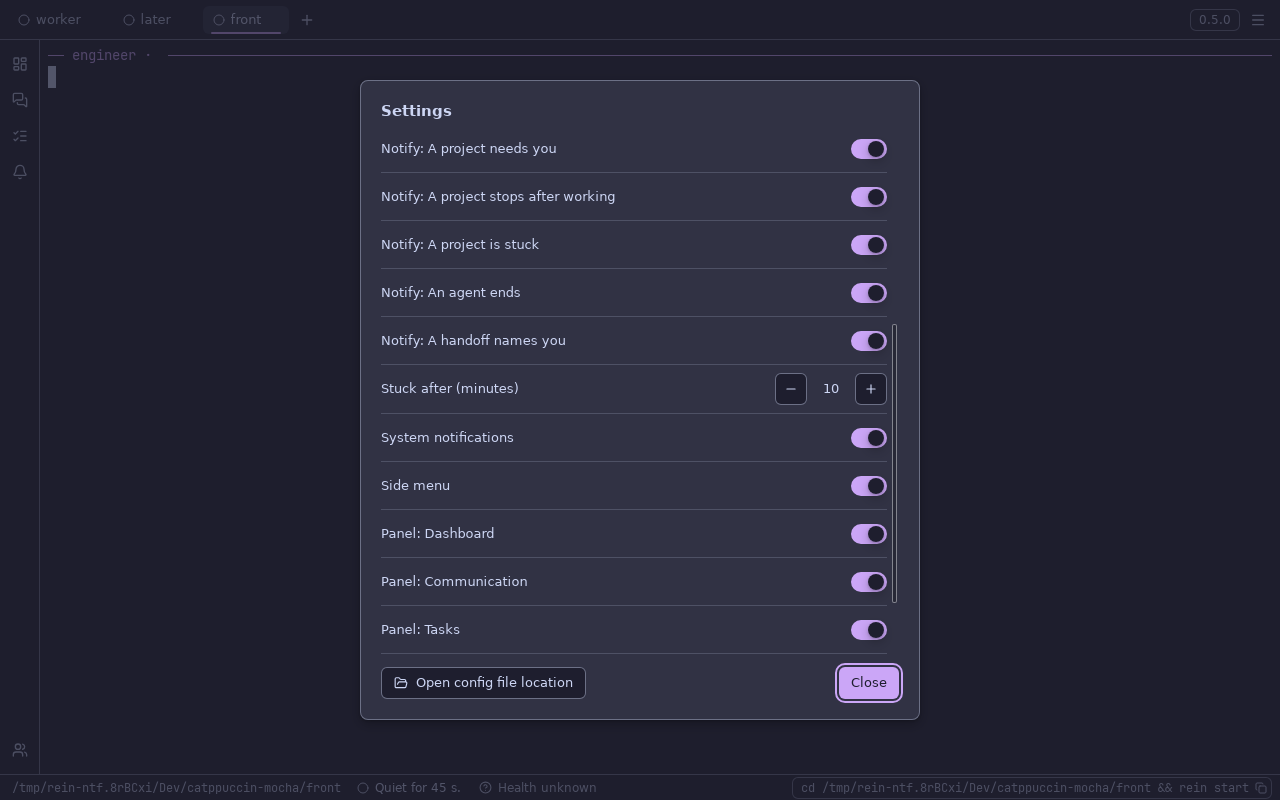 worker
later
front
0.5.0
engineer ·
Settings
Notify: A project needs you
Notify: A project stops after working
Notify: A project is stuck
Notify: An agent ends
Notify: A handoff names you
Stuck after (minutes)
10
System notifications
Side menu
Panel: Dashboard
Panel: Communication
Panel: Tasks
Open config file location
Close
/tmp/rein-ntf.8rBCxi/Dev/catppuccin-mocha/front
Quiet for 45 s.
Health unknown
cd /tmp/rein-ntf.8rBCxi/Dev/catppuccin-mocha/front && rein start